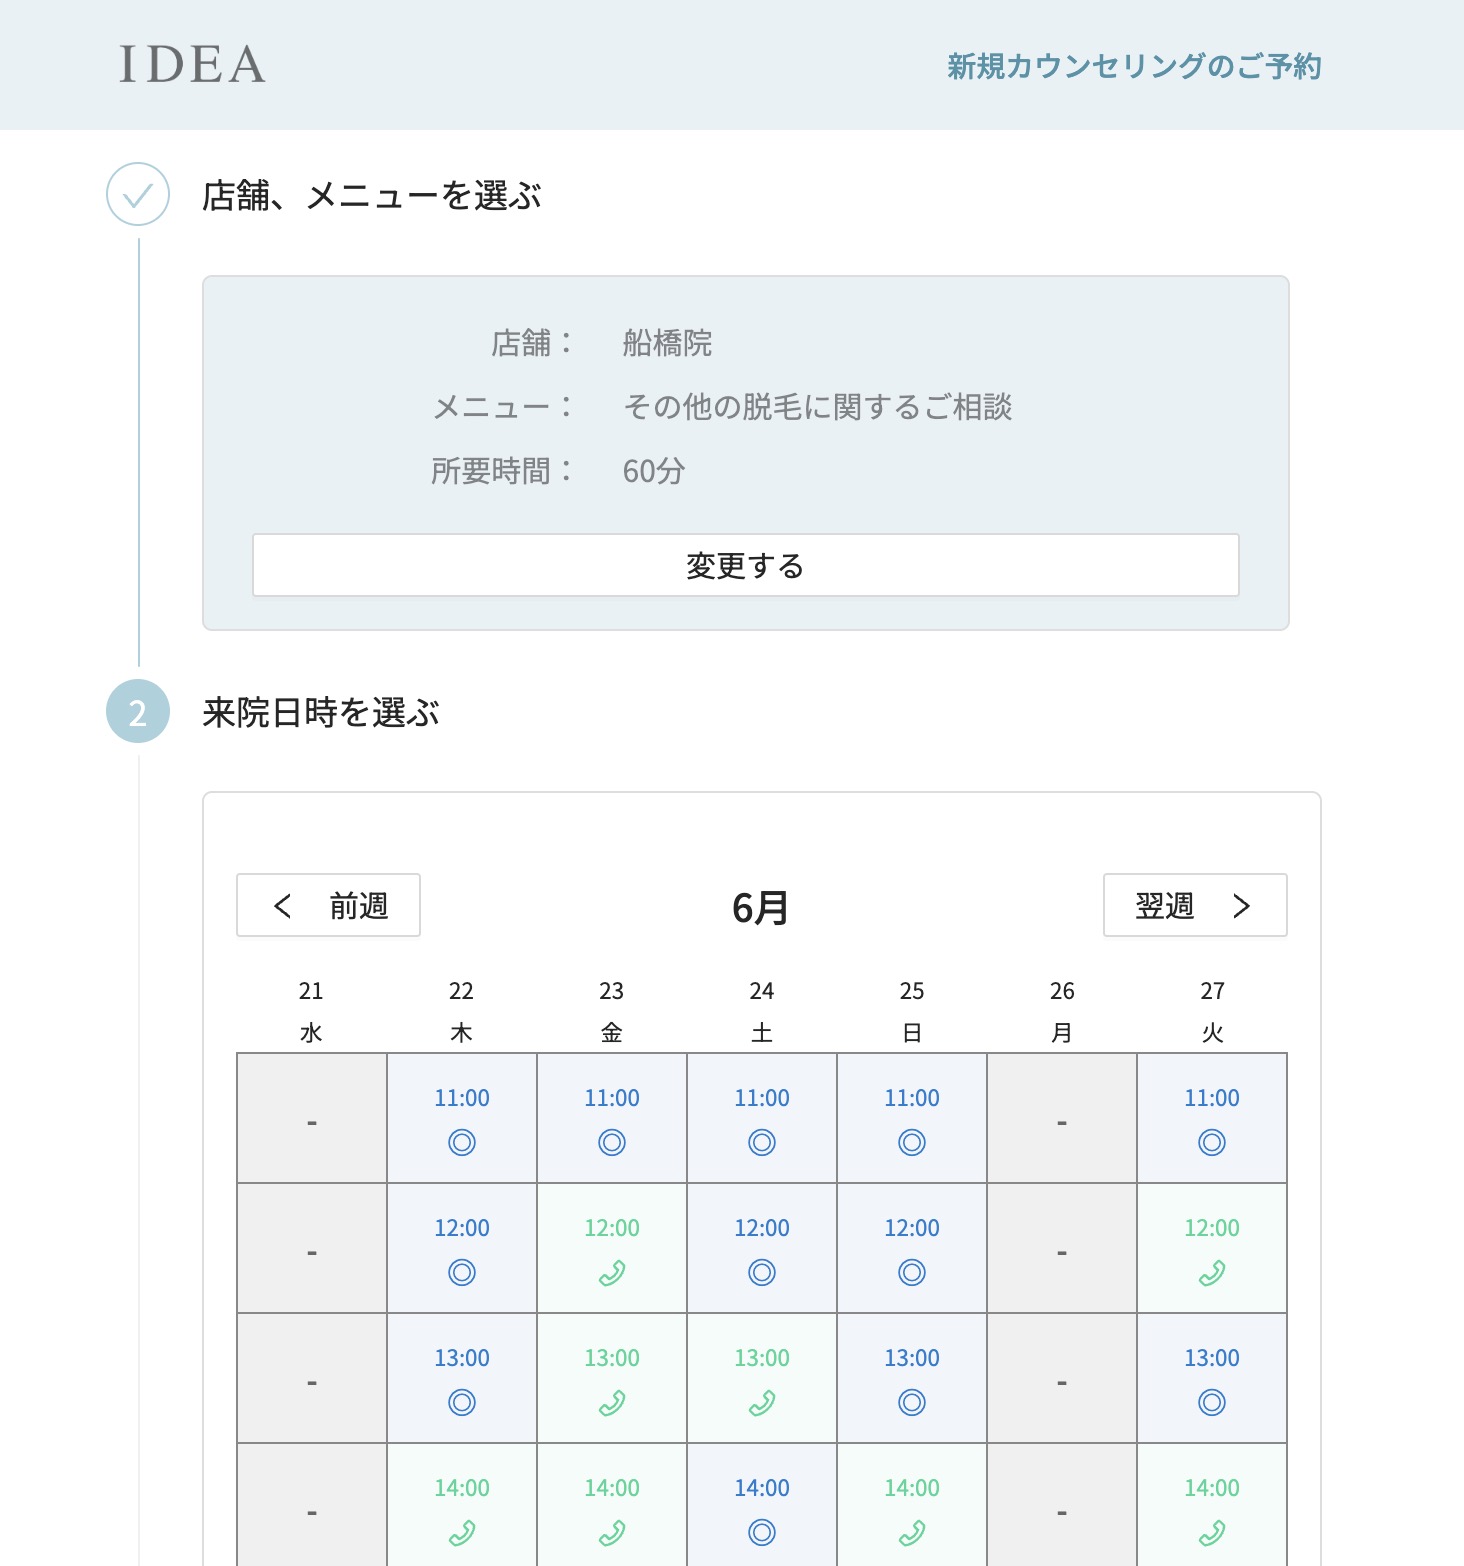 IDEA
新規カウンセリングのご予約
店舗、メニューを選ぶ
店舗： 船橋院
メニュー： その他の脱毛に関するご相談
所要時間： 60分
変更する
2 来院日時を選ぶ
前週 6月 翌週
21 22 23 24 25 26 27
水 木 金 土 日 月 火
- 11:00 11:00 11:00 11:00 - 11:00
◎ ◎ ◎ ◎ ◎
- 12:00 12:00 12:00 12:00 - 12:00
◎ ◎ ◎
- 13:00 13:00 13:00 13:00 - 13:00
◎ ◎ ◎
- 14:00 14:00 14:00 14:00 - 14:00
◎